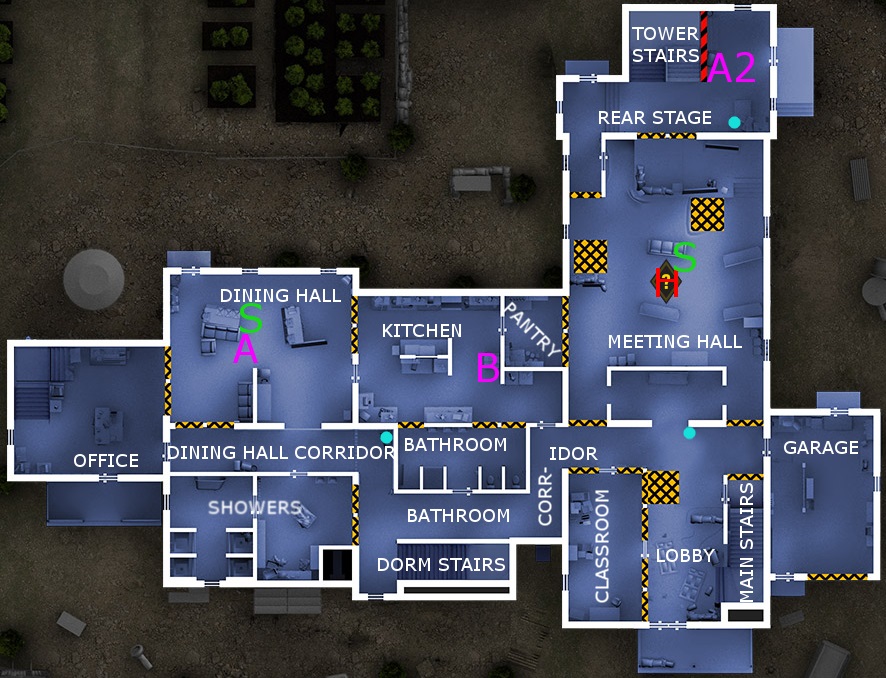 TOWER
STAIRS
A2
REAR STAGE
S
H
?
MEETING HALL
DINING HALL
S
A
KITCHEN
PANTRY
B
OFFICE
DINING HALL CORRIDOR
BATHROOM
CORR-
IDOR
GARAGE
SHOWERS
BATHROOM
CLASSROOM
LOBBY
MAIN STAIRS
DORM STAIRS